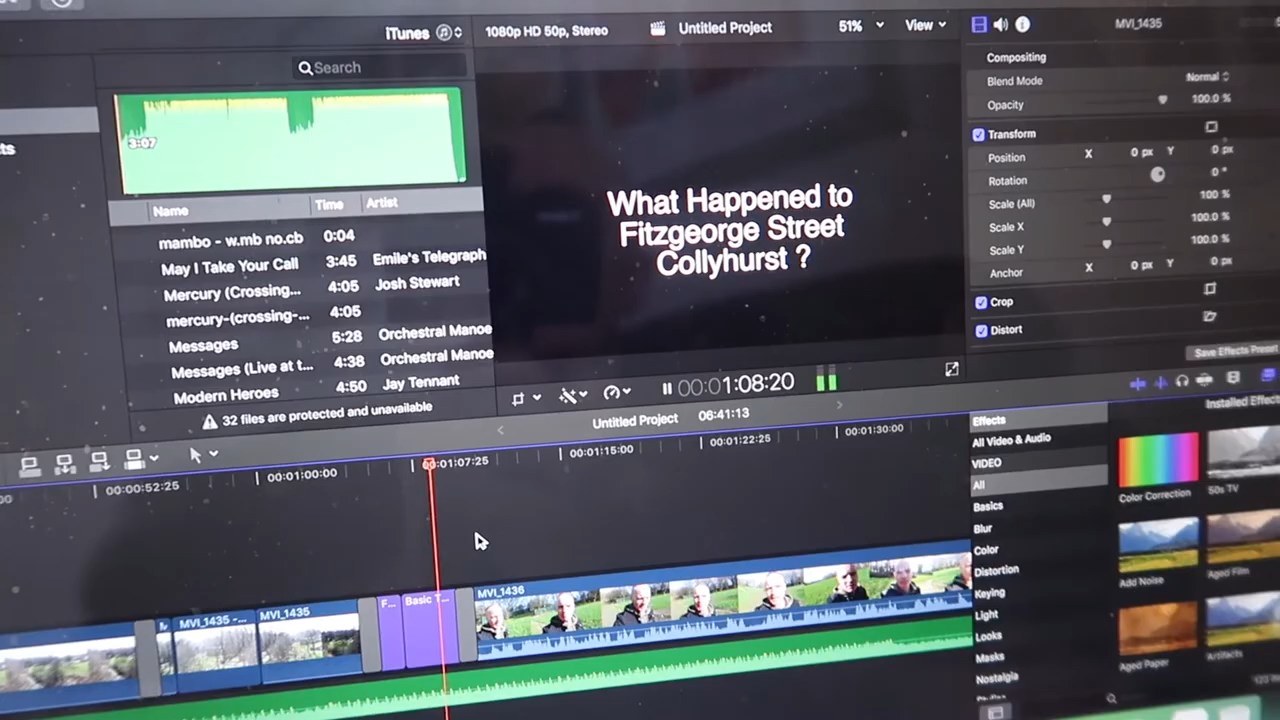 iTunes
1080p HD 50p, Stereo
Untitled Project
51%
View
MVI_1435
Search
3:07
Name Time Artist
mambo - w.mb no.cb 0:04
May I Take Your Call 3:45 Emile's Telegraph
Mercury (Crossing... 4:05 Josh Stewart
mercury-(crossing-... 4:05
Messages 5:28 Orchestral Manoe
Messages (Live at t... 4:38 Orchestral Manoe
Modern Heroes 4:50 Jay Tennant
32 files are protected and unavailable
What Happened to
Fitzgeorge Street
Collyhurst ?
Compositing
Blend Mode Normal
Opacity 100.0 %
Transform
Position X 0 px Y 0 px
Rotation 0 °
Scale (All) 100 %
Scale X 100.0 %
Scale Y 100.0 %
Anchor X 0 px Y 0 px
Crop
Distort
Save Effects Preset
00:01:08:20
Untitled Project 06:41:13
00:00:52:25
00:01:00:00
00:01:07:25
00:01:15:00
00:01:22:25
00:01:30:00
MVI_1435 -...
MVI_1435
F...
Basic T...
MVI_1436
Effects
All Video & Audio
VIDEO
All
Basics
Blur
Color
Distortion
Keying
Light
Looks
Masks
Nostalgia
Installed Effects
Color Correction
50s TV
Add Noise
Aged Film
Aged Paper
Artifacts